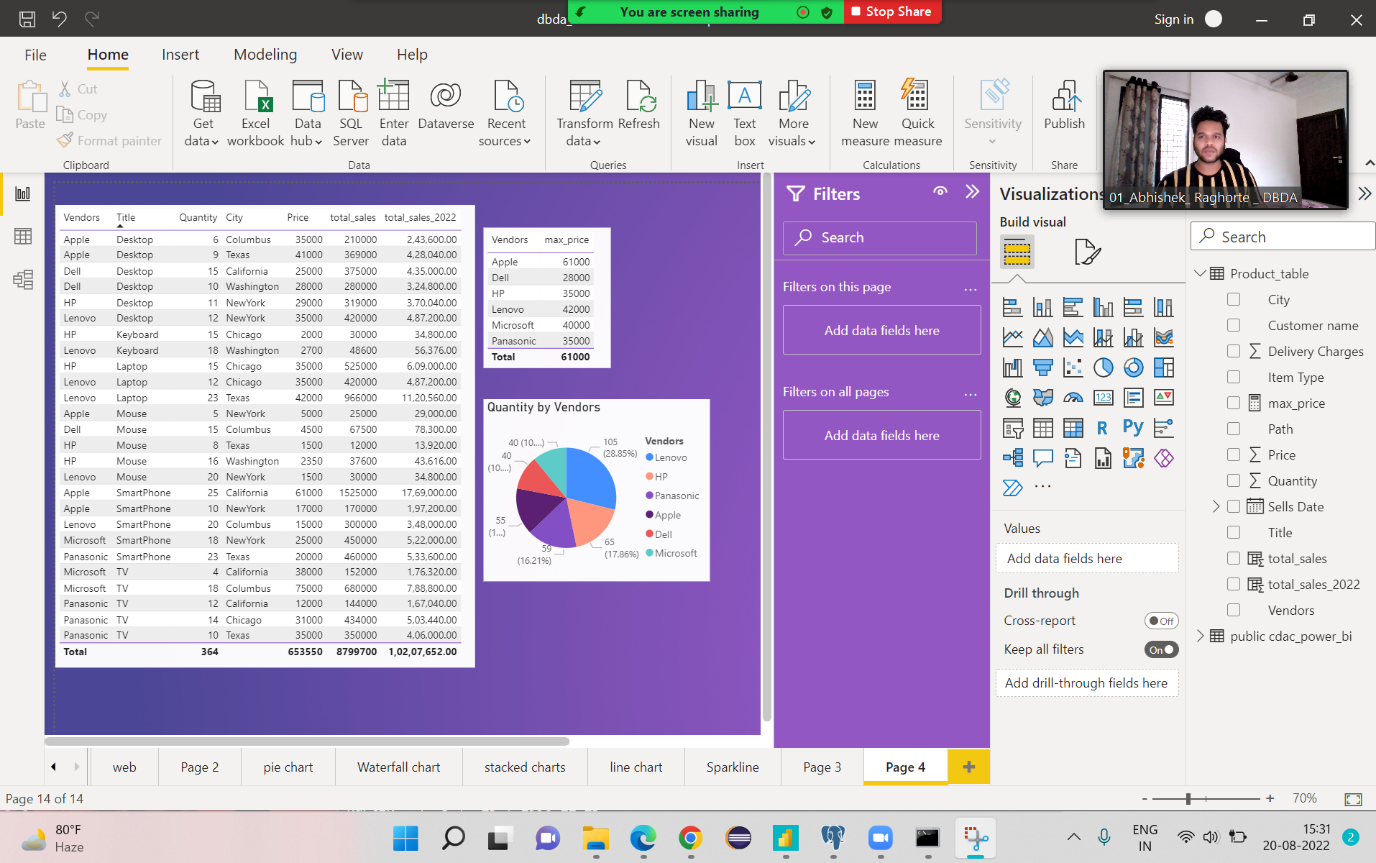 dbda_
You are screen sharing
Stop Share
Sign in
File Home Insert Modeling View Help
Paste
Cut
Copy
Format painter
Clipboard
Get data
Excel workbook
Data hub
SQL Server
Enter data
Dataverse
Recent sources
Data
Transform data
Refresh
Queries
New visual
Text box
More visuals
Insert
New measure
Quick measure
Calculations
Sensitivity
Sensitivity
Publish
Share
01_Abhishek_ Raghorte _ DBDA
Vendors Title Quantity City Price total_sales total_sales_2022
Apple Desktop 6 Columbus 35000 210000 2,43,600.00
Apple Desktop 9 Texas 41000 369000 4,28,040.00
Dell Desktop 15 California 25000 375000 4,35,000.00
Dell Desktop 10 Washington 28000 280000 3,24,800.00
HP Desktop 11 NewYork 29000 319000 3,70,040.00
Lenovo Desktop 12 NewYork 35000 420000 4,87,200.00
HP Keyboard 15 Chicago 2000 30000 34,800.00
Lenovo Keyboard 18 Washington 2700 48600 56,376.00
HP Laptop 15 Chicago 35000 525000 6,09,000.00
Lenovo Laptop 12 Chicago 35000 420000 4,87,200.00
Lenovo Laptop 23 Texas 42000 966000 11,20,560.00
Apple Mouse 5 NewYork 5000 25000 29,000.00
Dell Mouse 15 Columbus 4500 67500 78,300.00
HP Mouse 8 Texas 1500 12000 13,920.00
HP Mouse 16 Washington 2350 37600 43,616.00
Lenovo Mouse 20 NewYork 1500 30000 34,800.00
Apple SmartPhone 25 California 61000 1525000 17,69,000.00
Apple SmartPhone 10 NewYork 17000 170000 1,97,200.00
Lenovo SmartPhone 20 Columbus 15000 300000 3,48,000.00
Microsoft SmartPhone 18 NewYork 25000 450000 5,22,000.00
Panasonic SmartPhone 23 Texas 20000 460000 5,33,600.00
Microsoft TV 4 California 38000 152000 1,76,320.00
Microsoft TV 18 Columbus 75000 680000 7,88,800.00
Panasonic TV 12 California 12000 144000 1,67,040.00
Panasonic TV 14 Chicago 31000 434000 5,03,440.00
Panasonic TV 10 Texas 35000 350000 4,06,000.00
Total 364 653550 8799700 1,02,07,652.00
Vendors max_price
Apple 61000
Dell 28000
HP 35000
Lenovo 42000
Microsoft 40000
Panasonic 35000
Total 61000
Quantity by Vendors
105
(28.85%)
65
(17.86%)
59
(16.21%)
55
(1...)
40
(10....)
40 (10....)
Vendors
Lenovo
HP
Panasonic
Apple
Dell
Microsoft
Filters
Search
Filters on this page ...
Add data fields here
Filters on all pages ...
Add data fields here
Visualizations
Build visual
R Py
123
...
Values
Add data fields here
Drill through
Cross-report Off
Keep all filters On
Add drill-through fields here
Search
Product_table
City
Customer name
Delivery Charges
Item Type
max_price
Path
Price
Quantity
Sells Date
Title
total_sales
total_sales_2022
Vendors
public cdac_power_bi
web Page 2 pie chart Waterfall chart stacked charts line chart Sparkline Page 3 Page 4 +
Page 14 of 14
- + 70%
80°F
Haze
ENG
IN
15:31
20-08-2022
2